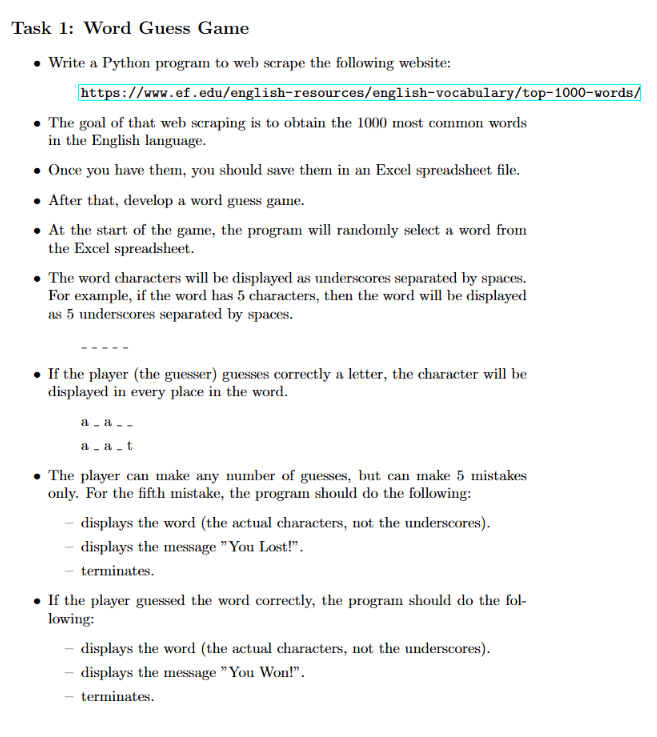 Task 1: Word Guess Game
• Write a Python program to web scrape the following website:
https://www.ef.edu/english-resources/english-vocabulary/top-1000-words/
• The goal of that web scraping is to obtain the 1000 most common words
in the English language.
• Once you have them, you should save them in an Excel spreadsheet file.
• After that, develop a word guess game.
• At the start of the game, the program will randomly select a word from
the Excel spreadsheet.
• The word characters will be displayed as underscores separated by spaces.
For example, if the word has 5 characters, then the word will be displayed
as 5 underscores separated by spaces.
_ _ _ _ _
• If the player (the guesser) guesses correctly a letter, the character will be
displayed in every place in the word.
a _ a _ _
a _ a _ t
• The player can make any number of guesses, but can make 5 mistakes
only. For the fifth mistake, the program should do the following:
– displays the word (the actual characters, not the underscores).
– displays the message ”You Lost!”.
– terminates.
• If the player guessed the word correctly, the program should do the fol-
lowing:
– displays the word (the actual characters, not the underscores).
– displays the message ”You Won!”.
– terminates.